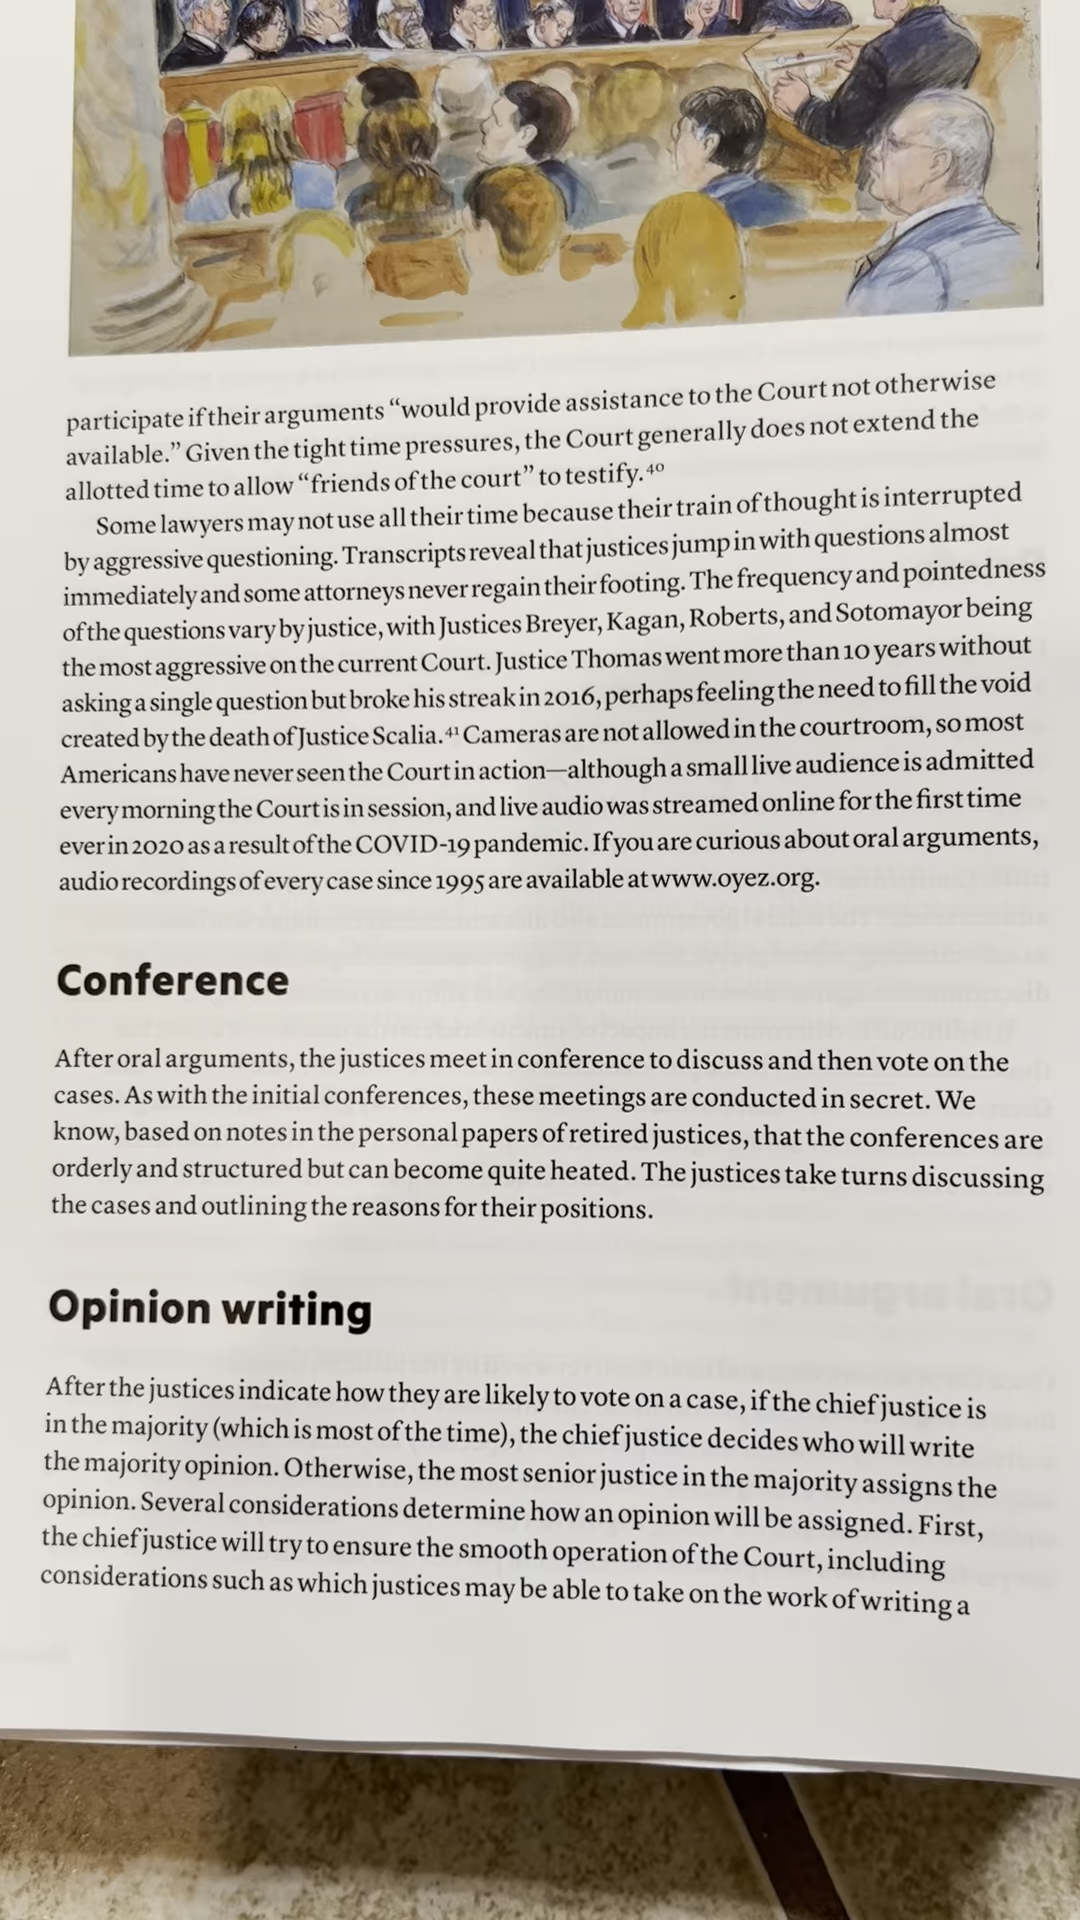 participate if their arguments “would provide assistance to the Court not otherwise
available.” Given the tight time pressures, the Court generally does not extend the
allotted time to allow “friends of the court” to testify.⁴⁰
Some lawyers may not use all their time because their train of thought is interrupted
by aggressive questioning. Transcripts reveal that justices jump in with questions almost
immediately and some attorneys never regain their footing. The frequency and pointedness
of the questions vary by justice, with Justices Breyer, Kagan, Roberts, and Sotomayor being
the most aggressive on the current Court. Justice Thomas went more than 10 years without
asking a single question but broke his streak in 2016, perhaps feeling the need to fill the void
created by the death of Justice Scalia.⁴¹ Cameras are not allowed in the courtroom, so most
Americans have never seen the Court in action—although a small live audience is admitted
every morning the Court is in session, and live audio was streamed online for the first time
ever in 2020 as a result of the COVID-19 pandemic. If you are curious about oral arguments,
audio recordings of every case since 1995 are available at www.oyez.org.
Conference
After oral arguments, the justices meet in conference to discuss and then vote on the
cases. As with the initial conferences, these meetings are conducted in secret. We
know, based on notes in the personal papers of retired justices, that the conferences are
orderly and structured but can become quite heated. The justices take turns discussing
the cases and outlining the reasons for their positions.
Opinion writing
After the justices indicate how they are likely to vote on a case, if the chief justice is
in the majority (which is most of the time), the chief justice decides who will write
the majority opinion. Otherwise, the most senior justice in the majority assigns the
opinion. Several considerations determine how an opinion will be assigned. First,
the chief justice will try to ensure the smooth operation of the Court, including
considerations such as which justices may be able to take on the work of writing a